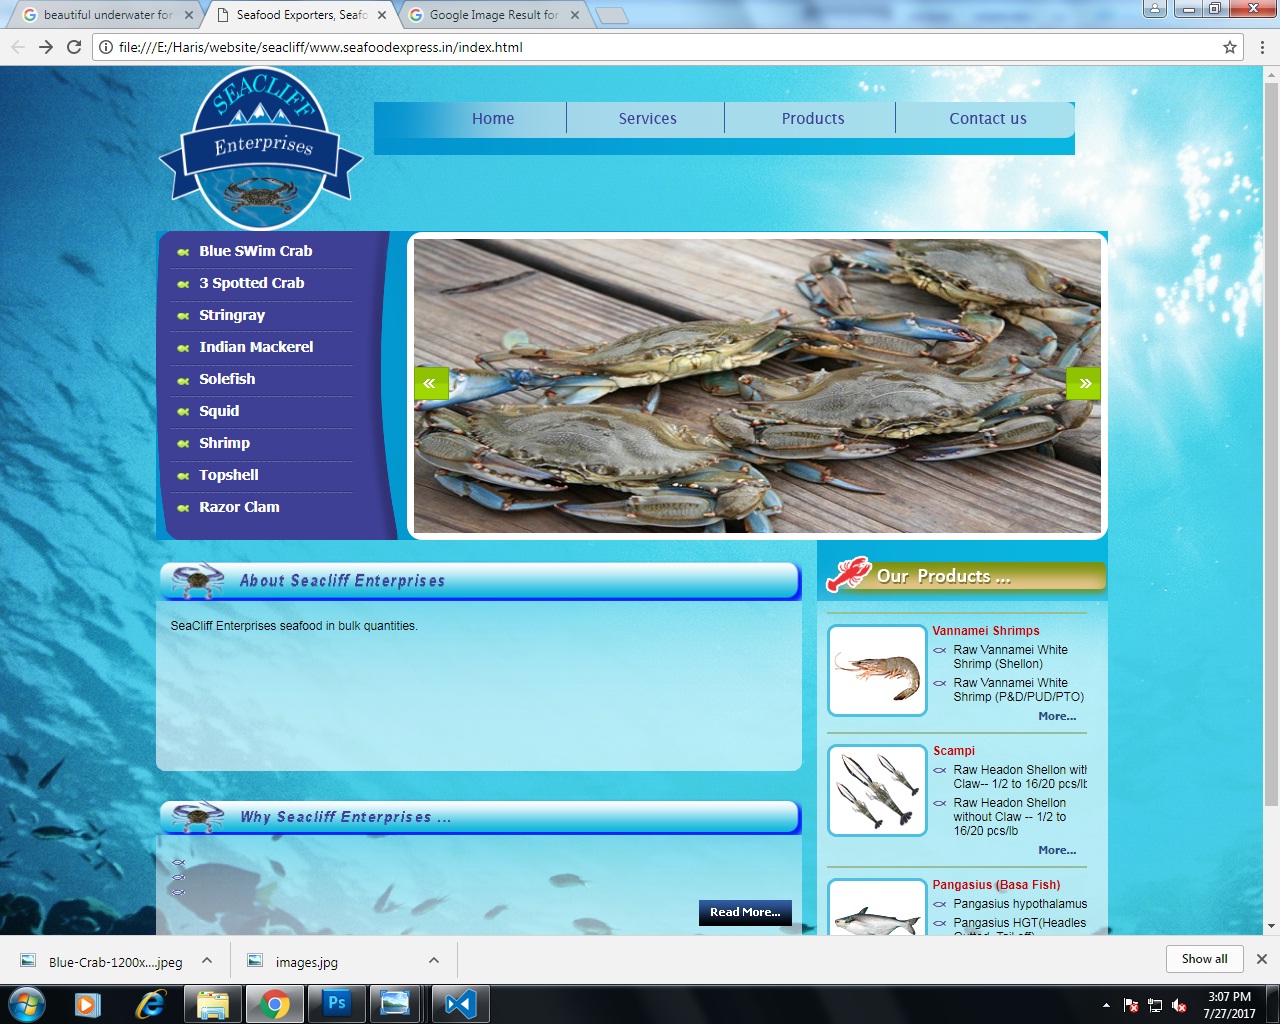 beautiful underwater for
Seafood Exporters, Seafo
Google Image Result for
file:///E:/Haris/website/seacliff/www.seafoodexpress.in/index.html
SEACLIFF
Enterprises
Home
Services
Products
Contact us
Blue SWim Crab
3 Spotted Crab
Stringray
Indian Mackerel
Solefish
Squid
Shrimp
Topshell
Razor Clam
About Seacliff Enterprises
SeaCliff Enterprises seafood in bulk quantities.
Why Seacliff Enterprises ...
Read More...
Our Products ...
Vannamei Shrimps
Raw Vannamei White
Shrimp (Shellon)
Raw Vannamei White
Shrimp (P&D/PUD/PTO)
More...
Scampi
Raw Headon Shellon with
Claw-- 1/2 to 16/20 pcs/lb
Raw Headon Shellon
without Claw -- 1/2 to
16/20 pcs/lb
More...
Pangasius (Basa Fish)
Pangasius hypothalamus
Pangasius HGT(Headles
Blue-Crab-1200x....jpeg
images.jpg
Show all
Ps
3:07 PM
7/27/2017